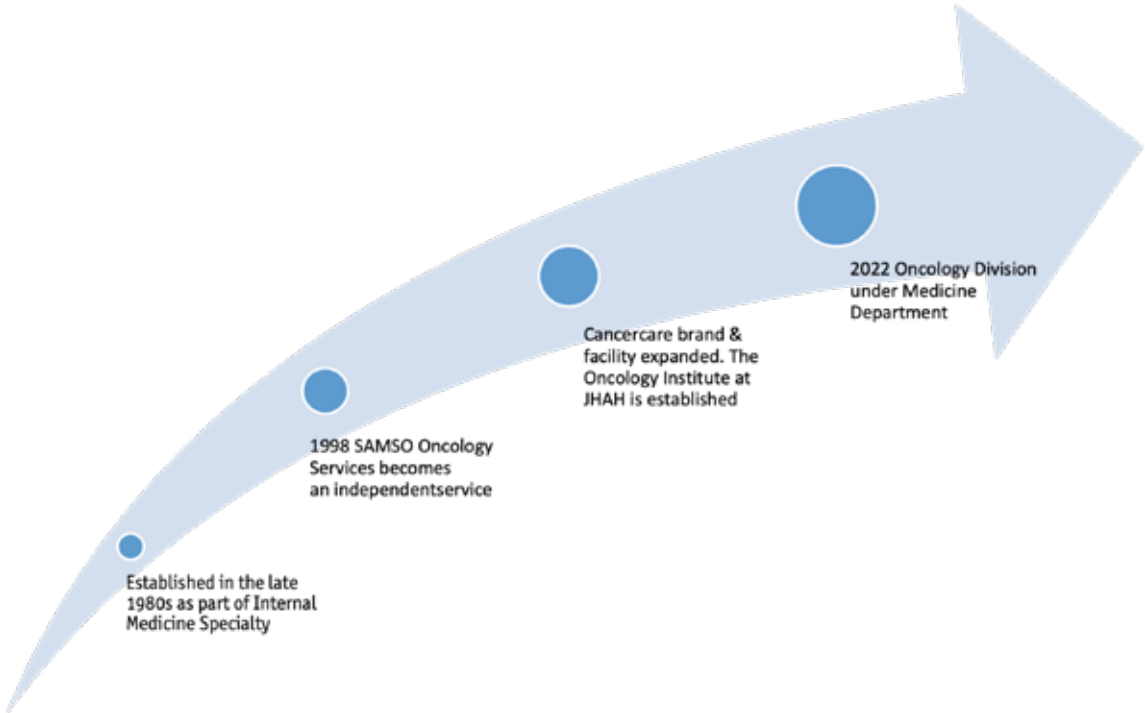 Established in the late
1980s as part of Internal
Medicine Specialty
1998 SAMSO Oncology
Services becomes
an independentservice
Cancercare brand &
facility expanded. The
Oncology Institute at
JHAH is established
2022 Oncology Division
under Medicine
Department